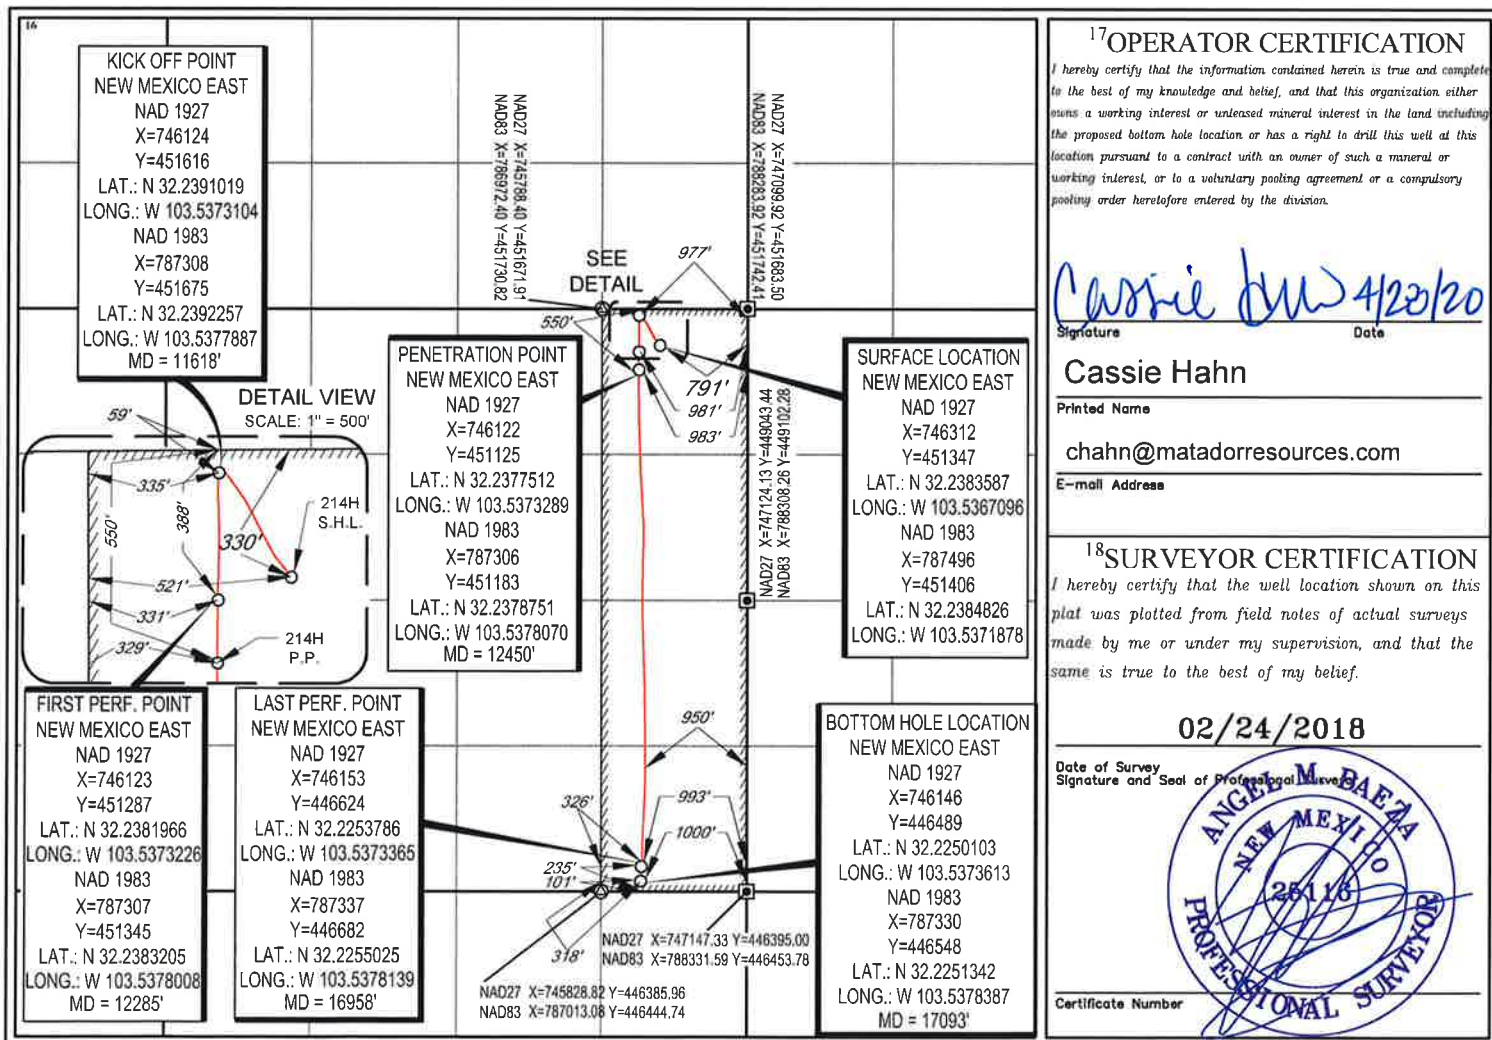 16
KICK OFF POINT
NEW MEXICO EAST
NAD 1927
X=746124
Y=451616
LAT.: N 32.2391019
LONG.: W 103.5373104
NAD 1983
X=787308
Y=451675
LAT.: N 32.2392257
LONG.: W 103.5377887
MD = 11618'
NAD27 X=745788.40 Y=451671.91
NAD83 X=786972.40 Y=451730.82
NAD27 X=747099.92 Y=451683.50
NAD83 X=788283.92 Y=451742.41
SEE
DETAIL
977'
550'
791'
981'
983'
NAD27 X=747124.13 Y=449043.44
NAD83 X=788308.26 Y=449102.28
PENETRATION POINT
NEW MEXICO EAST
NAD 1927
X=746122
Y=451125
LAT.: N 32.2377512
LONG.: W 103.5373289
NAD 1983
X=787306
Y=451183
LAT.: N 32.2378751
LONG.: W 103.5378070
MD = 12450'
SURFACE LOCATION
NEW MEXICO EAST
NAD 1927
X=746312
Y=451347
LAT.: N 32.2383587
LONG.: W 103.5367096
NAD 1983
X=787496
Y=451406
LAT.: N 32.2384826
LONG.: W 103.5371878
DETAIL VIEW
SCALE: 1" = 500'
59'
335'
550'
388'
330'
214H
S.H.L.
521'
331'
329'
214H
P.P.
FIRST PERF. POINT
NEW MEXICO EAST
NAD 1927
X=746123
Y=451287
LAT.: N 32.2381966
LONG.: W 103.5373226
NAD 1983
X=787307
Y=451345
LAT.: N 32.2383205
LONG.: W 103.5378008
MD = 12285'
LAST PERF. POINT
NEW MEXICO EAST
NAD 1927
X=746153
Y=446624
LAT.: N 32.2253786
LONG.: W 103.5373365
NAD 1983
X=787337
Y=446682
LAT.: N 32.2255025
LONG.: W 103.5378139
MD = 16958'
950'
326'
993'
1000'
235'
101'
318'
BOTTOM HOLE LOCATION
NEW MEXICO EAST
NAD 1927
X=746146
Y=446489
LAT.: N 32.2250103
LONG.: W 103.5373613
NAD 1983
X=787330
Y=446548
LAT.: N 32.2251342
LONG.: W 103.5378387
MD = 17093'
NAD27 X=747147.33 Y=446395.00
NAD83 X=788331.59 Y=446453.78
NAD27 X=745828.82 Y=446385.96
NAD83 X=787013.08 Y=446444.74
17OPERATOR CERTIFICATION
I hereby certify that the information contained herein is true and complete
to the best of my knowledge and belief, and that this organization either
owns a working interest or unleased mineral interest in the land including
the proposed bottom hole location or has a right to drill this well at this
location pursuant to a contract with an owner of such a mineral or
working interest, or to a voluntary pooling agreement or a compulsory
pooling order heretofore entered by the division.
Cassie 4/20/20
Signature Date
Cassie Hahn
Printed Name
chahn@matadorresources.com
E-mail Address
18SURVEYOR CERTIFICATION
I hereby certify that the well location shown on this
plat was plotted from field notes of actual surveys
made by me or under my supervision, and that the
same is true to the best of my belief.
02/24/2018
Date of Survey
Signature and Seal of Professional Surveyor
ANGEL M. BAEZA
NEW MEXICO
25116
PROFESSIONAL SURVEYOR
Certificate Number